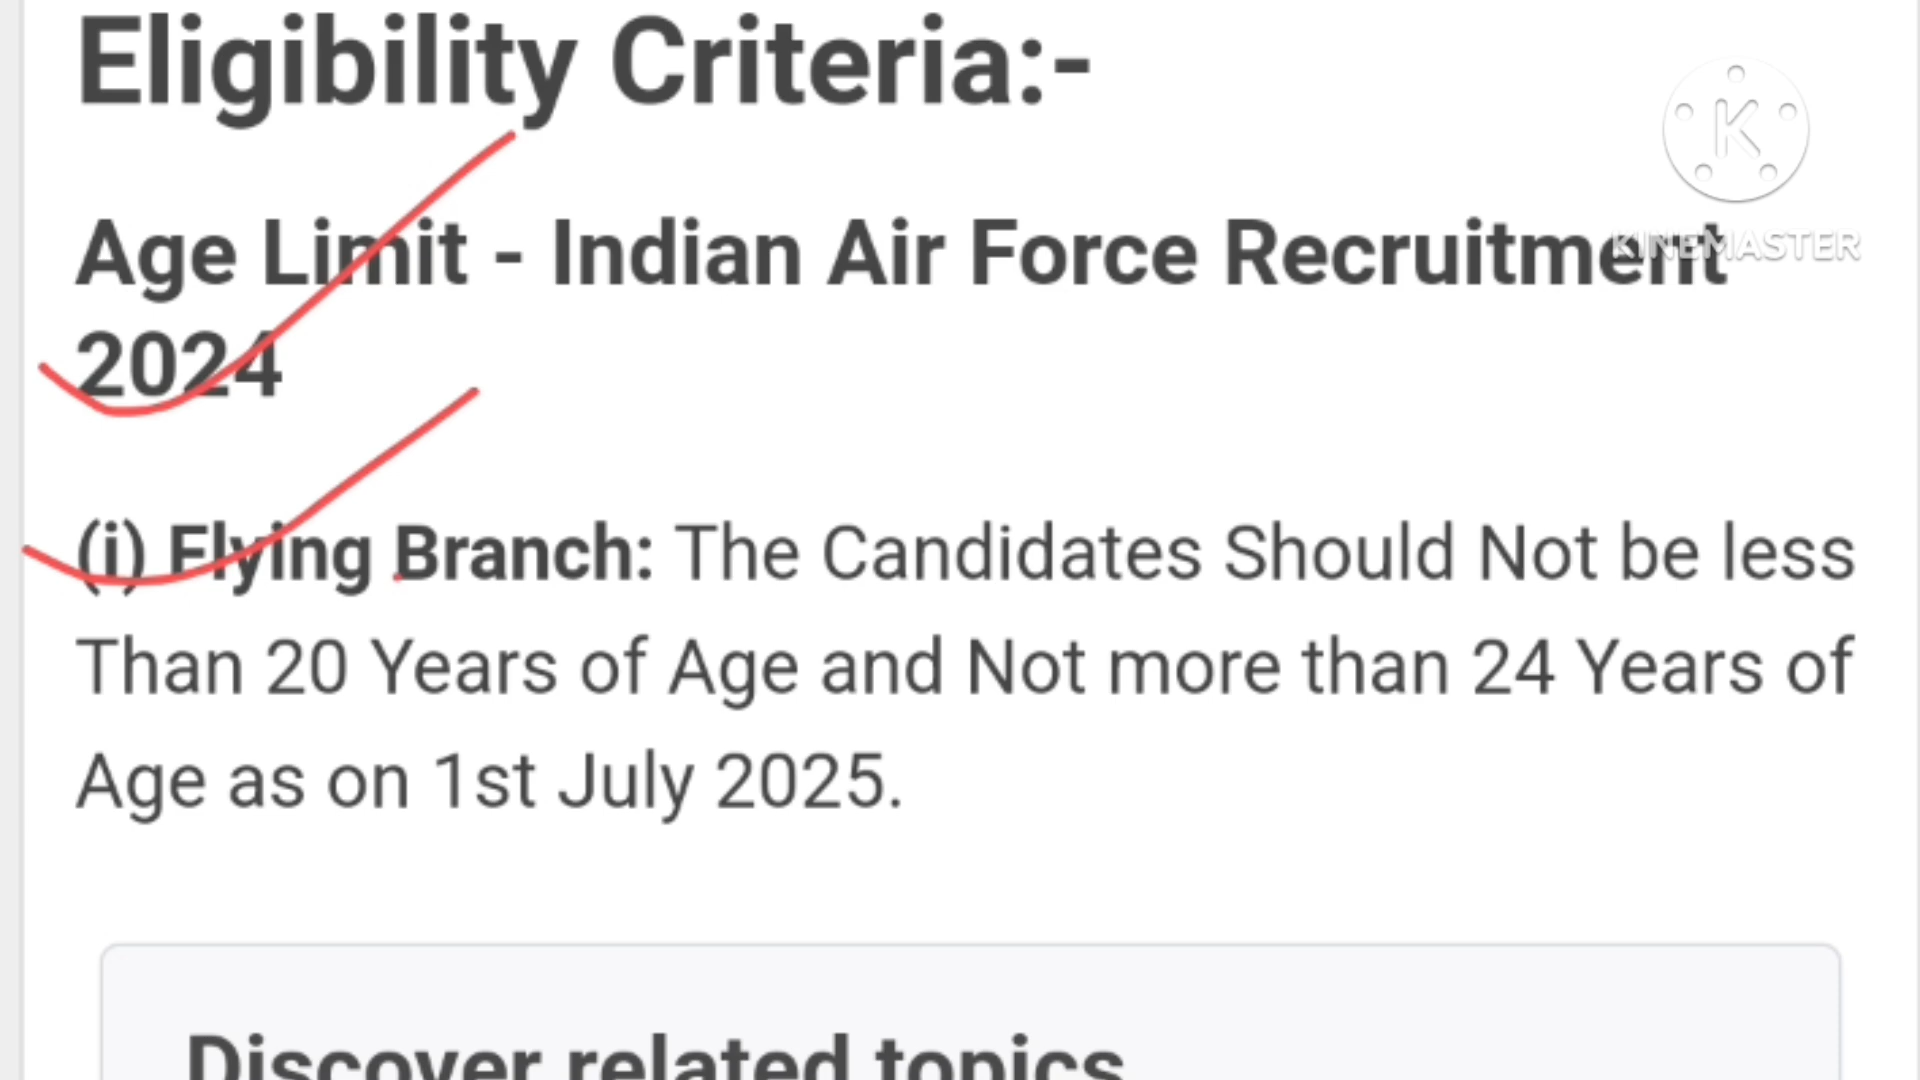 Eligibility Criteria:-
Age Limit - Indian Air Force Recruitment
2024
(i) Flying Branch: The Candidates Should Not be less
Than 20 Years of Age and Not more than 24 Years of
Age as on 1st July 2025.
Discover related topics
K
KINEMASTER